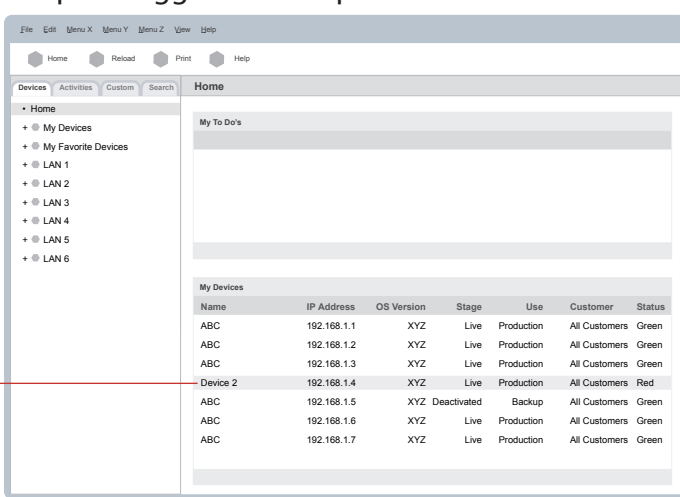 File Edit Menu X Menu Y Menu Z View Help
Home Reload Print Help
Devices Activities Custom Search
Home
• Home
+ My Devices
+ My Favorite Devices
+ LAN 1
+ LAN 2
+ LAN 3
+ LAN 4
+ LAN 5
+ LAN 6
My To Do's
My Devices
Name IP Address OS Version Stage Use Customer Status
ABC 192.168.1.1 XYZ Live Production All Customers Green
ABC 192.168.1.2 XYZ Live Production All Customers Green
ABC 192.168.1.3 XYZ Live Production All Customers Green
Device 2 192.168.1.4 XYZ Live Production All Customers Red
ABC 192.168.1.5 XYZ Deactivated Backup All Customers Green
ABC 192.168.1.6 XYZ Live Production All Customers Green
ABC 192.168.1.7 XYZ Live Production All Customers Green